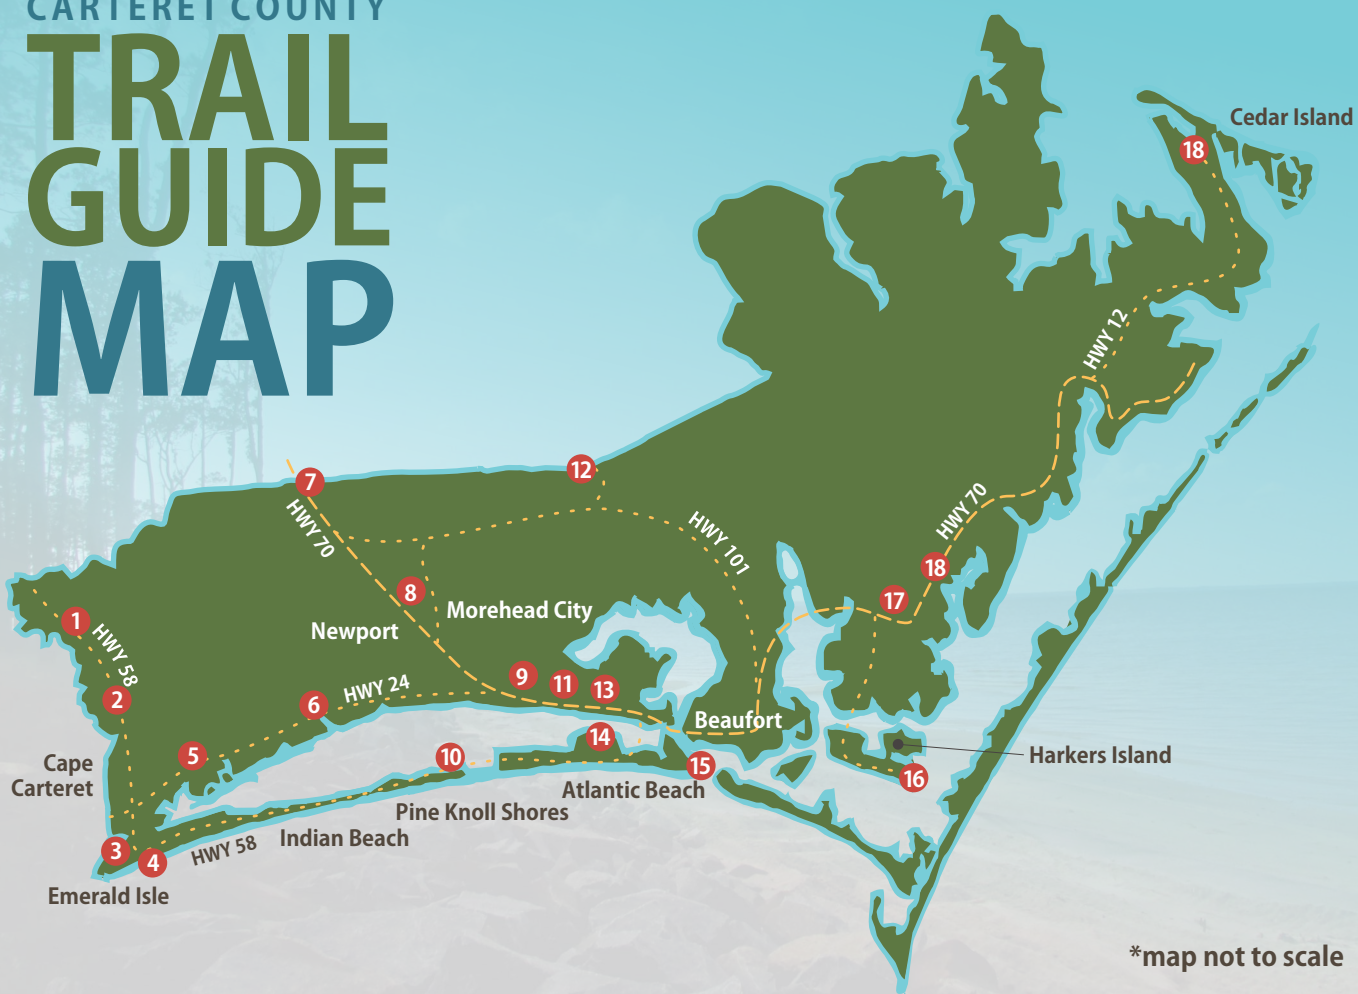 CARTERET COUNTY
TRAIL
GUIDE
MAP
Cedar Island
18
HWY 12
7
12
HWY 70
HWY 101
HWY 70
18
8
17
Morehead City
Newport
1
HWY 58
2
9
11
13
HWY 24
6
Beaufort
14
Harkers Island
5
10
15
16
Cape
Carteret
Atlantic Beach
Pine Knoll Shores
Indian Beach
HWY 58
3
4
Emerald Isle
*map not to scale